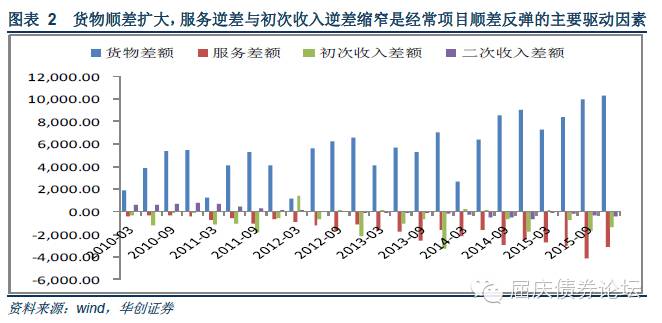 图表 2 货物顺差扩大，服务逆差与初次收入逆差缩窄是经常项目顺差反弹的主要驱动因素
货物差额 服务差额 初次收入差额 二次收入差额
12,000.00
10,000.00
8,000.00
6,000.00
4,000.00
2,000.00
0.00
-2,000.00
-4,000.00
-6,000.00
2010-03 2010-09 2011-03 2011-09 2012-03 2012-09 2013-03 2013-09 2014-03 2014-09 2015-03 2015-09
屈庆债券论坛
资料来源：wind，华创证券